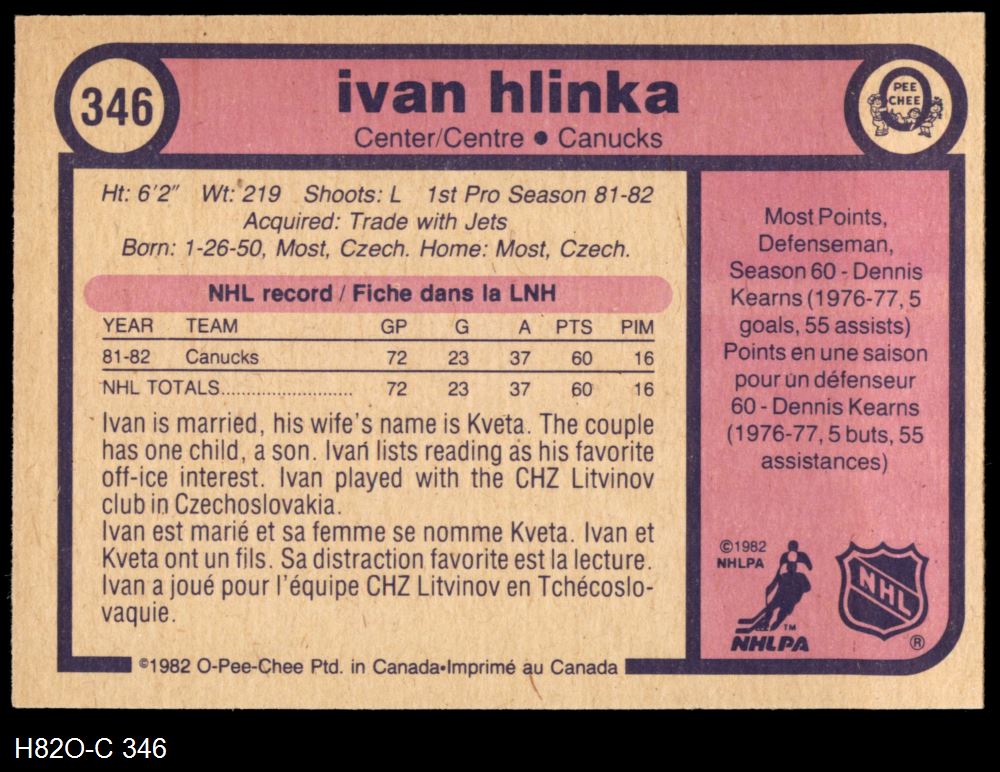 346
ivan hlinka
Center/Centre ● Canucks
PEE
CHEE
Ht: 6'2" Wt: 219 Shoots: L 1st Pro Season 81-82
Acquired: Trade with Jets
Born: 1-26-50, Most, Czech. Home: Most, Czech.
NHL record / Fiche dans la LNH
YEAR TEAM GP G A PTS PIM
81-82 Canucks 72 23 37 60 16
NHL TOTALS............................ 72 23 37 60 16
Ivan is married, his wife's name is Kveta. The couple
has one child, a son. Ivan lists reading as his favorite
off-ice interest. Ivan played with the CHZ Litvinov
club in Czechoslovakia.
Ivan est marié et sa femme se nomme Kveta. Ivan et
Kveta ont un fils. Sa distraction favorite est la lecture.
Ivan a joué pour l'équipe CHZ Litvinov en Tchécoslo-
vaquie.
Most Points,
Defenseman,
Season 60 - Dennis
Kearns (1976-77, 5
goals, 55 assists)
Points en une saison
pour un défenseur
60 - Dennis Kearns
(1976-77, 5 buts, 55
assistances)
©1982
NHLPA
TM
NHLPA
NHL
®
©1982 O-Pee-Chee Ptd. in Canada•Imprimé au Canada
H82O-C 346